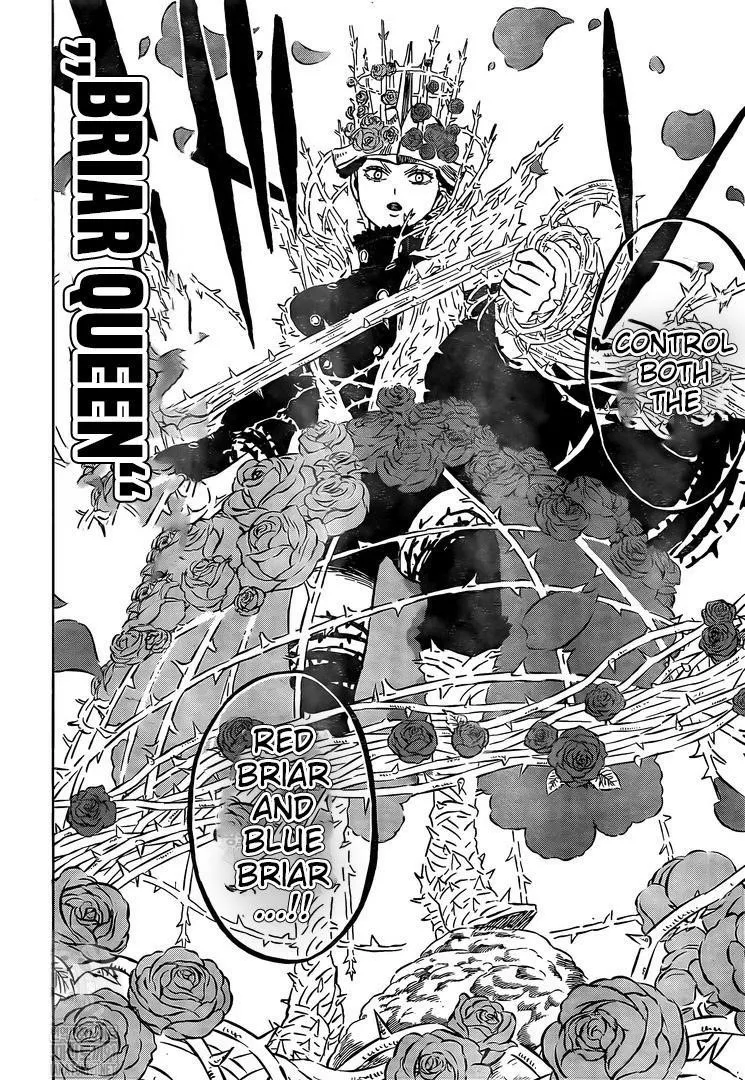 CONTROL
BOTH
THE
„BRIAR QUEEN“
RED
BRIAR
AND
BLUE
BRIAR
...!!